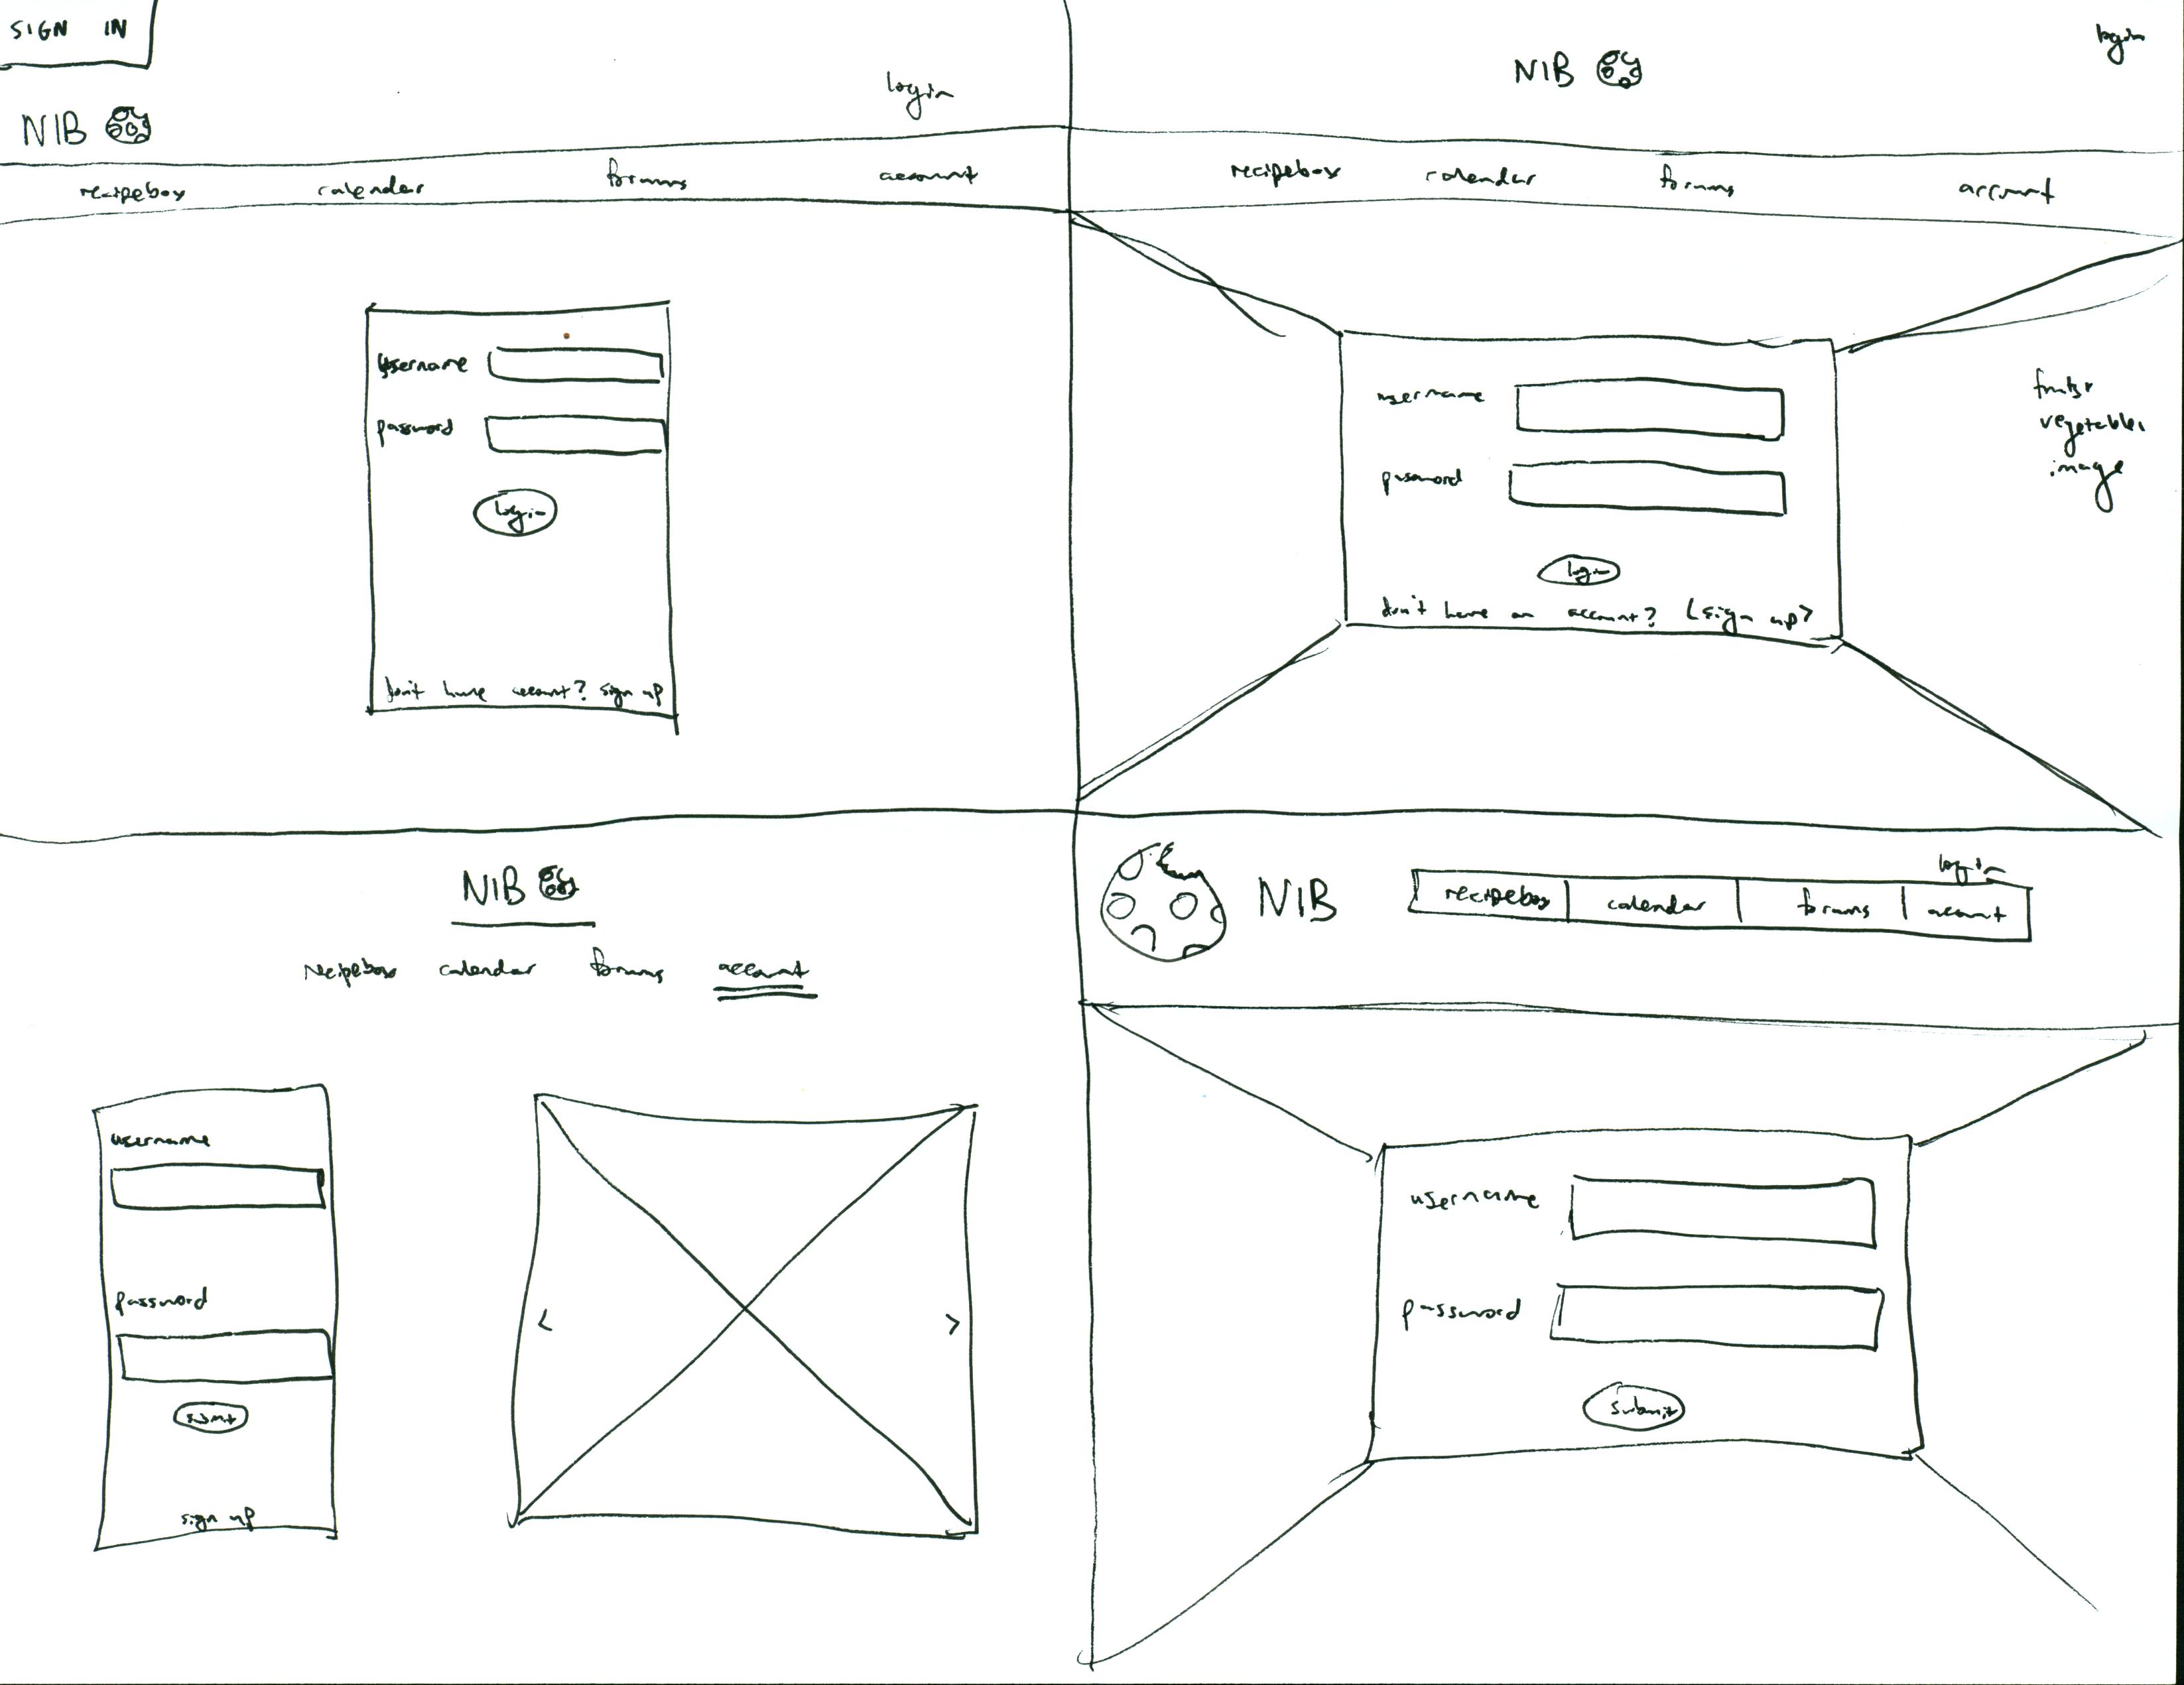 SIGN IN
login
NIB
recipebox calendar forums account
username
password
login
don't have account? sign up
login
NIB
recipebox calendar forums account
username
password
login
don't have an account? (sign up)
fruits +
vegetables
image
NIB
recipebox calendar forums account
username
password
submit
sign up
< >
NIB
login
recipebox calendar forums account
username
password
submit